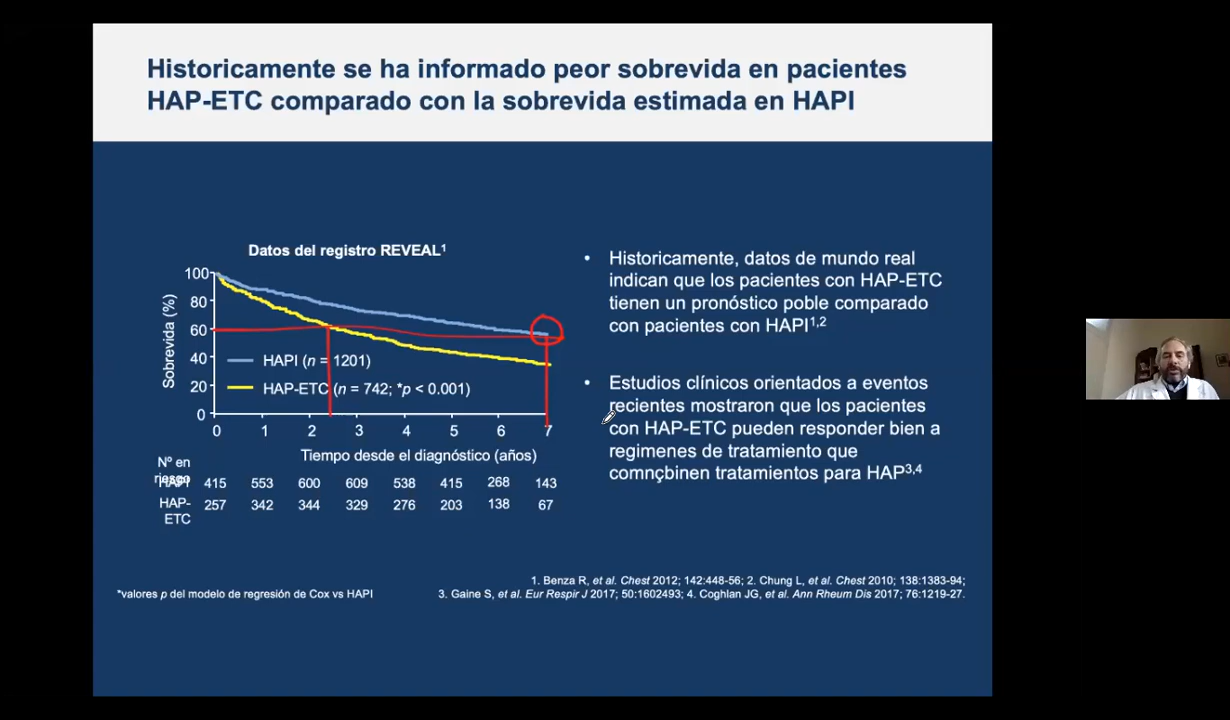 Historicamente se ha informado peor sobrevida en pacientes
HAP-ETC comparado con la sobrevida estimada en HAPI
Datos del registro REVEAL¹
Sobrevida (%)
100
80
60
40
20
0
HAPI (n = 1201)
HAP-ETC (n = 742; *p < 0.001)
0 1 2 3 4 5 6 7
Tiempo desde el diagnóstico (años)
Nº en
riesgo
HAPI 415 553 600 609 538 415 268 143
HAP-
ETC 257 342 344 329 276 203 138 67
• Historicamente, datos de mundo real
indican que los pacientes con HAP-ETC
tienen un pronóstico poble comparado
con pacientes con HAPI¹,²
• Estudios clínicos orientados a eventos
recientes mostraron que los pacientes
con HAP-ETC pueden responder bien a
regimenes de tratamiento que
comnçbinen tratamientos para HAP³,⁴
*valores p del modelo de regresión de Cox vs HAPI
1. Benza R, et al. Chest 2012; 142:448-56; 2. Chung L, et al. Chest 2010; 138:1383-94;
3. Gaine S, et al. Eur Respir J 2017; 50:1602493; 4. Coghlan JG, et al. Ann Rheum Dis 2017; 76:1219-27.